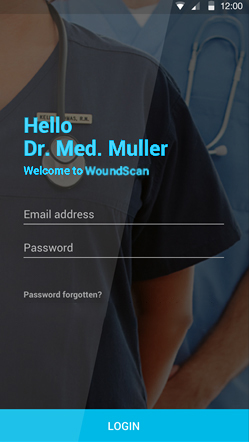 12:00
Hello
Dr. Med. Muller
Welcome to WoundScan
Email address
Password
Password forgotten?
LOGIN